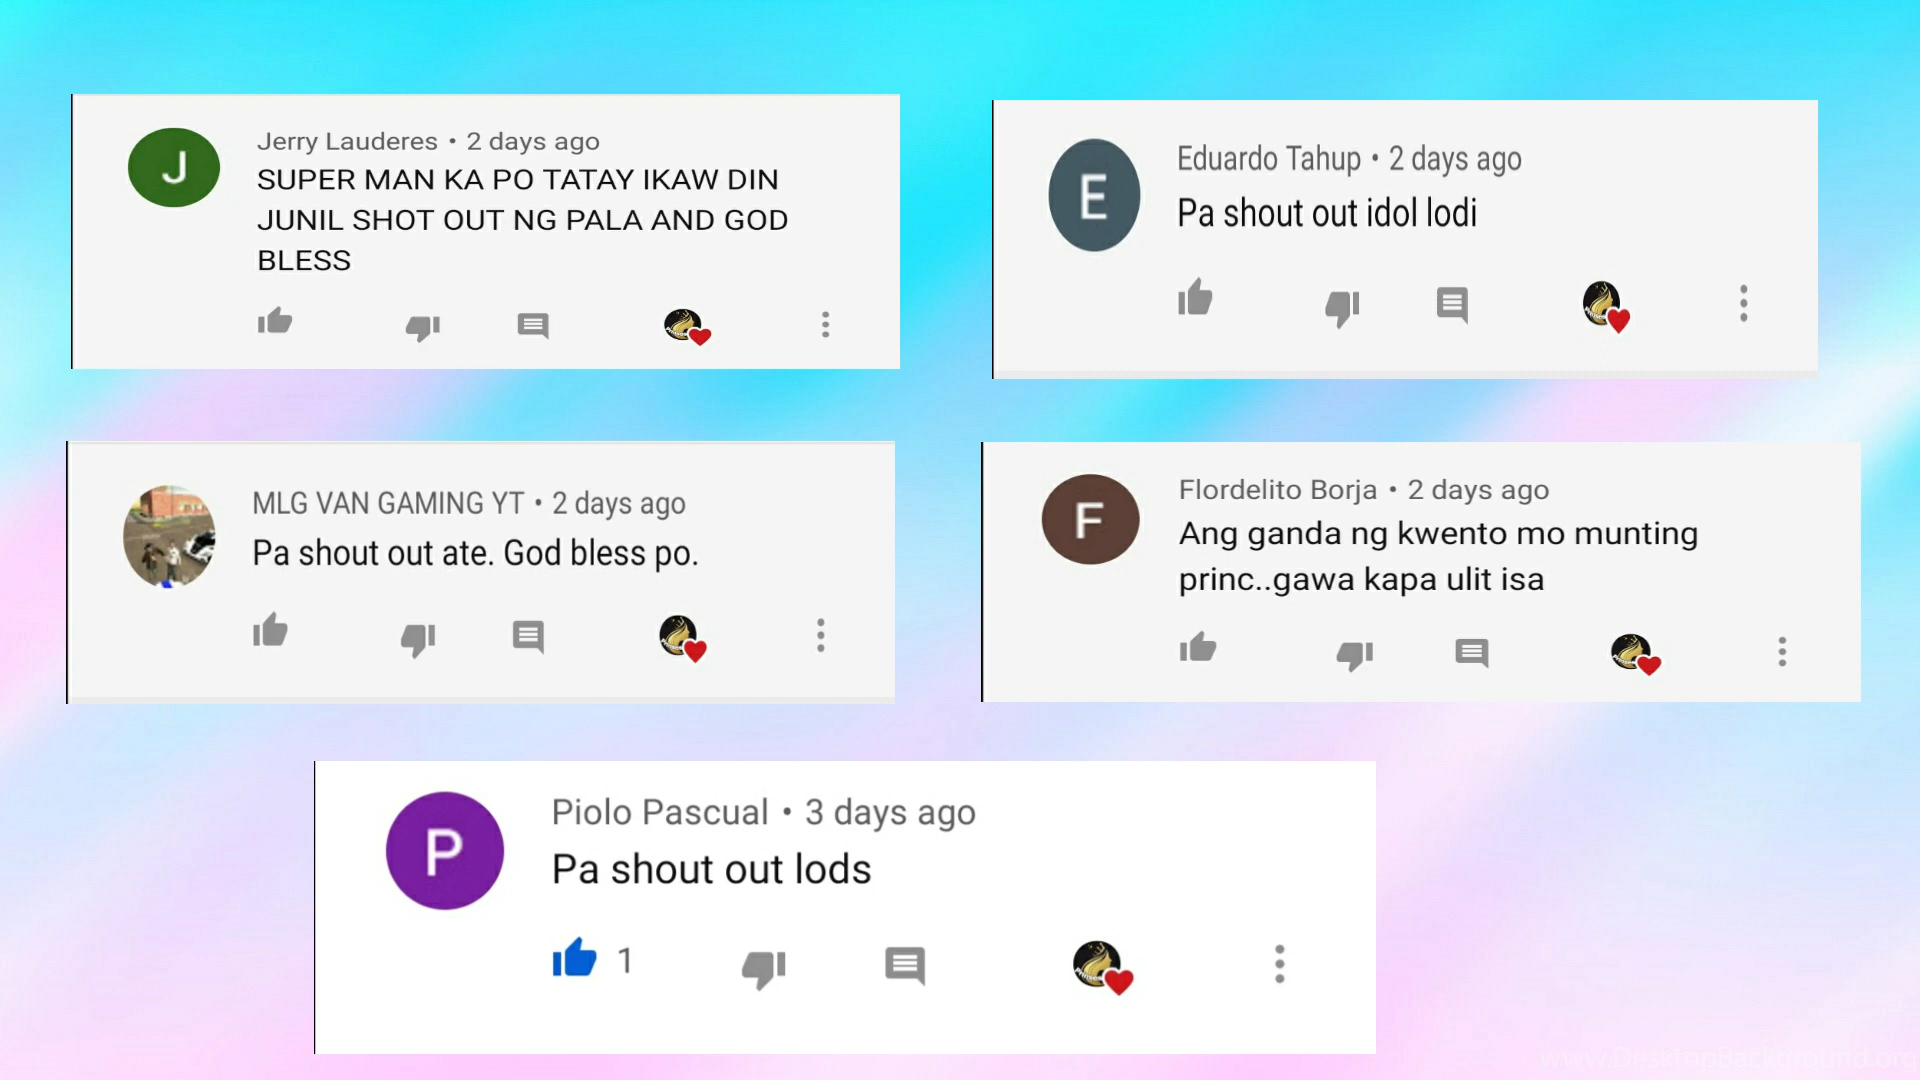 Jerry Lauderes • 2 days ago
SUPER MAN KA PO TATAY IKAW DIN
JUNIL SHOT OUT NG PALA AND GOD
BLESS
Eduardo Tahup • 2 days ago
Pa shout out idol lodi
MLG VAN GAMING YT • 2 days ago
Pa shout out ate. God bless po.
Flordelito Borja • 2 days ago
Ang ganda ng kwento mo munting
princ..gawa kapa ulit isa
Piolo Pascual • 3 days ago
Pa shout out lods
1
www.DesktopBackground.org
J
E
F
P